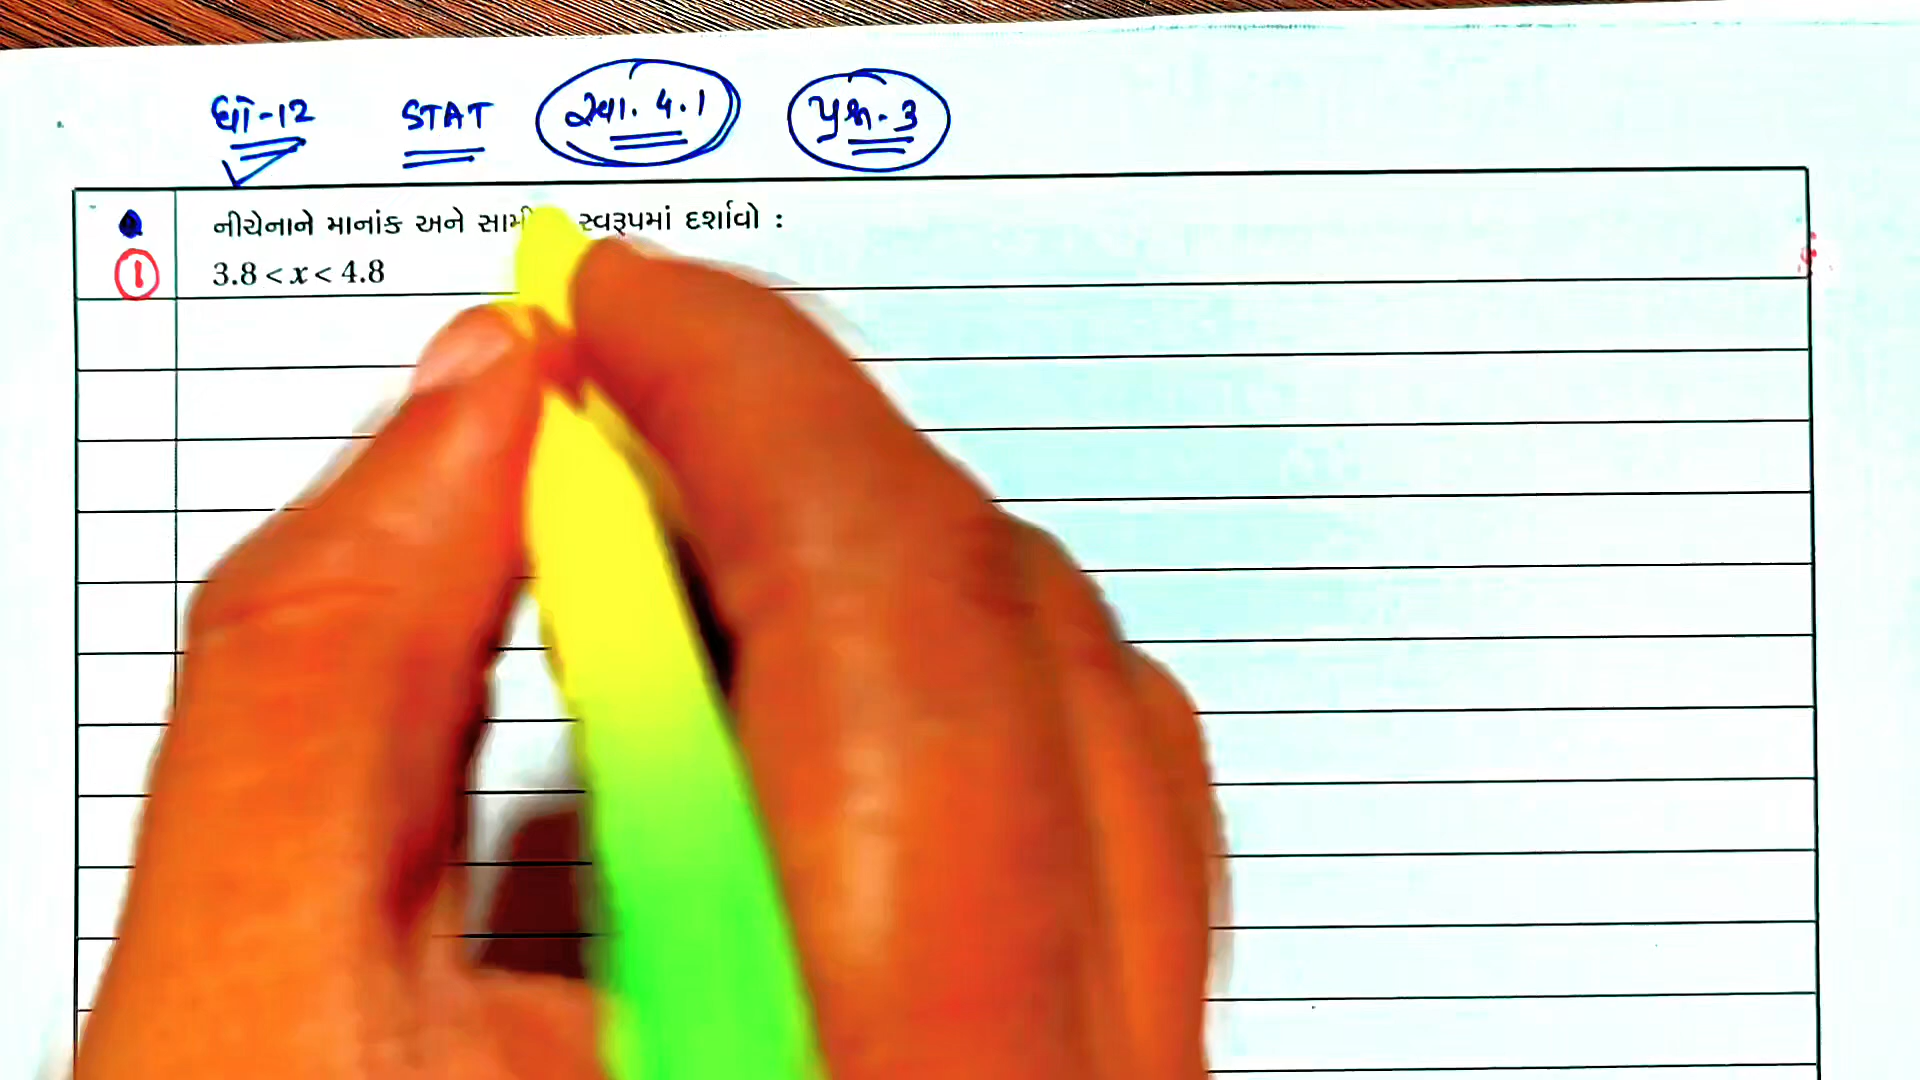 ધો-12 STAT સ્વા. 4.1 પ્રશ્ન-3
નીચેનાને માનાંક અને સ્વરૂપમાં દર્શાવો :
1 3.8 < x < 4.8